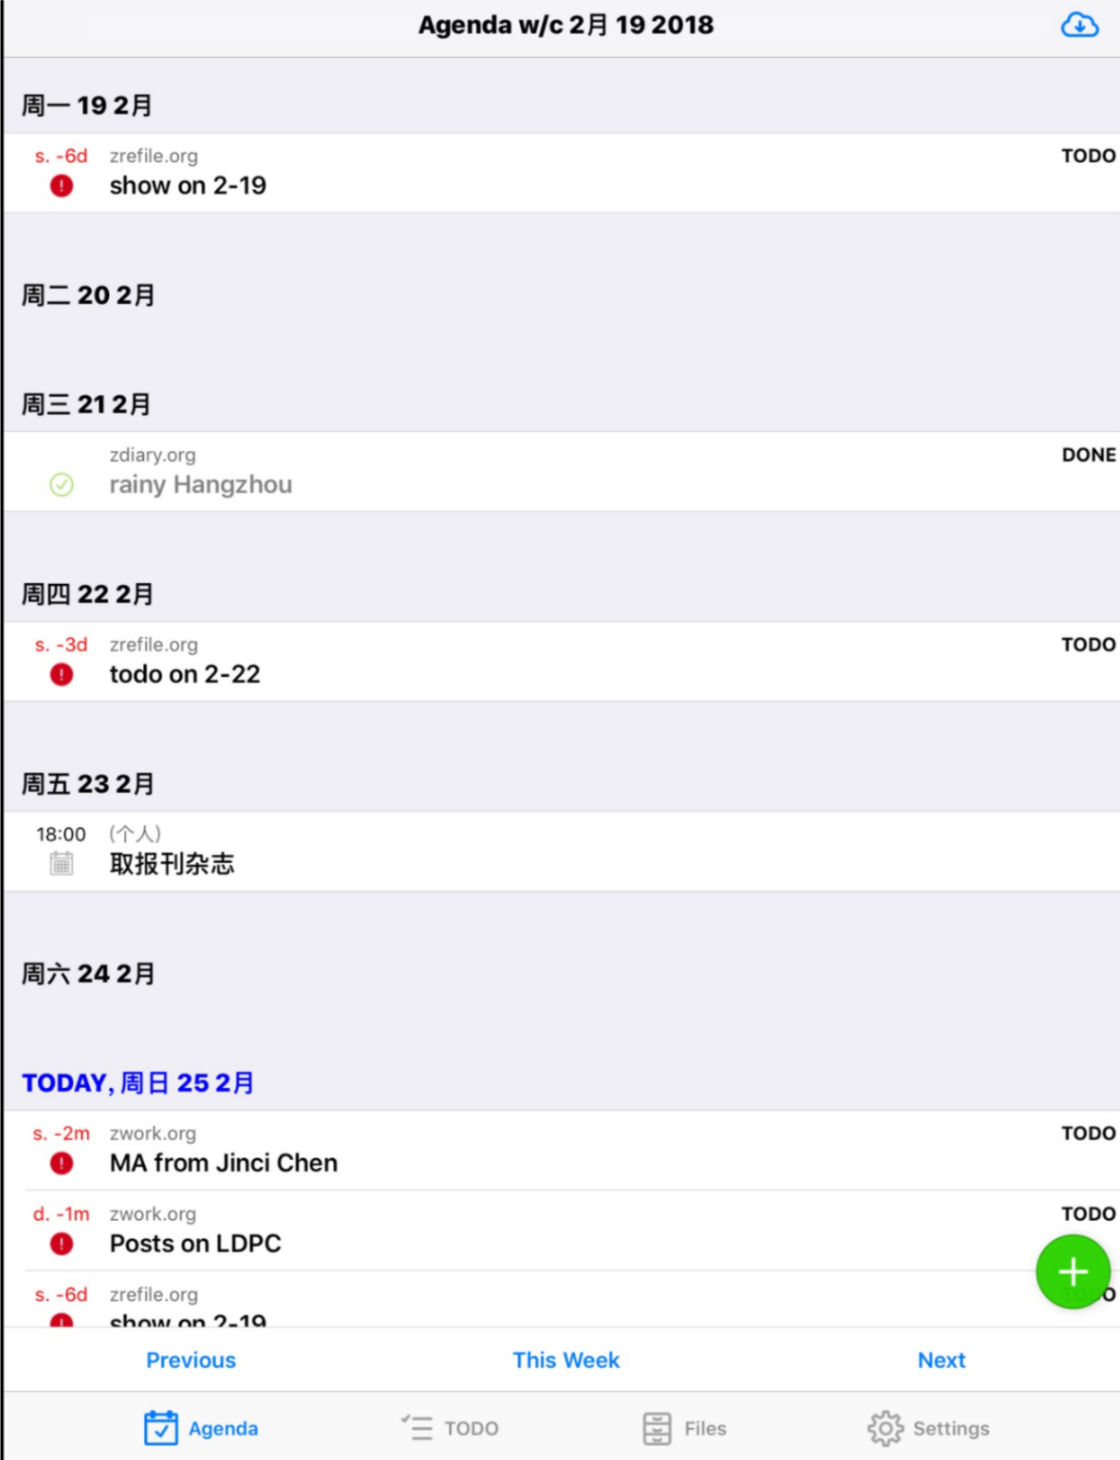 Agenda w/c 2月 19 2018
周一 19 2月
s. -6d zrefile.org TODO
show on 2-19
周二 20 2月
周三 21 2月
zdiary.org DONE
rainy Hangzhou
周四 22 2月
s. -3d zrefile.org TODO
todo on 2-22
周五 23 2月
18:00 (个人)
取报刊杂志
周六 24 2月
TODAY, 周日 25 2月
s. -2m zwork.org TODO
MA from Jinci Chen
d. -1m zwork.org TODO
Posts on LDPC
s. -6d zrefile.org TODO
show on 2-19
Previous This Week Next
Agenda TODO Files Settings